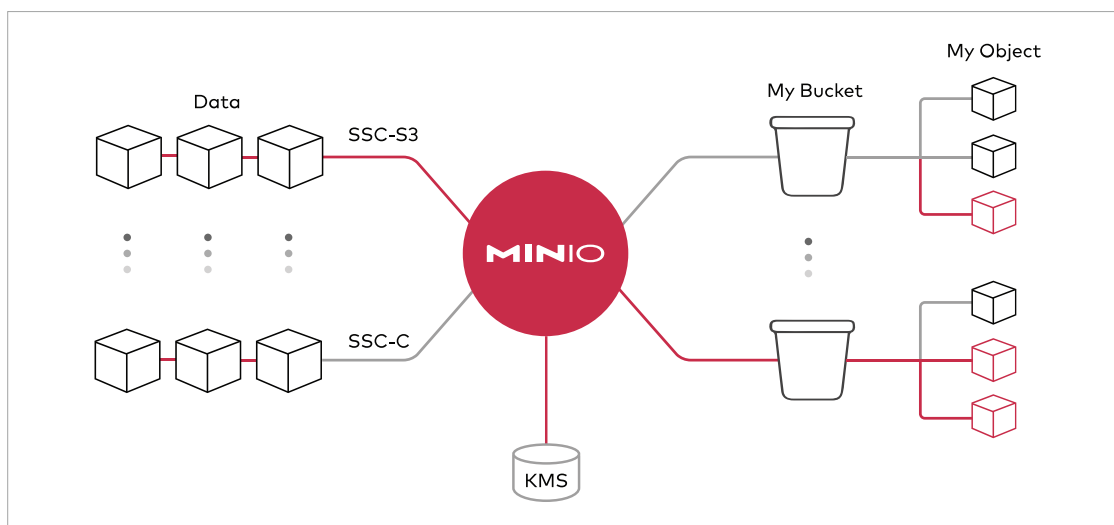 My Object
My Bucket
Data
SSC-S3
MINIO
SSC-C
KMS